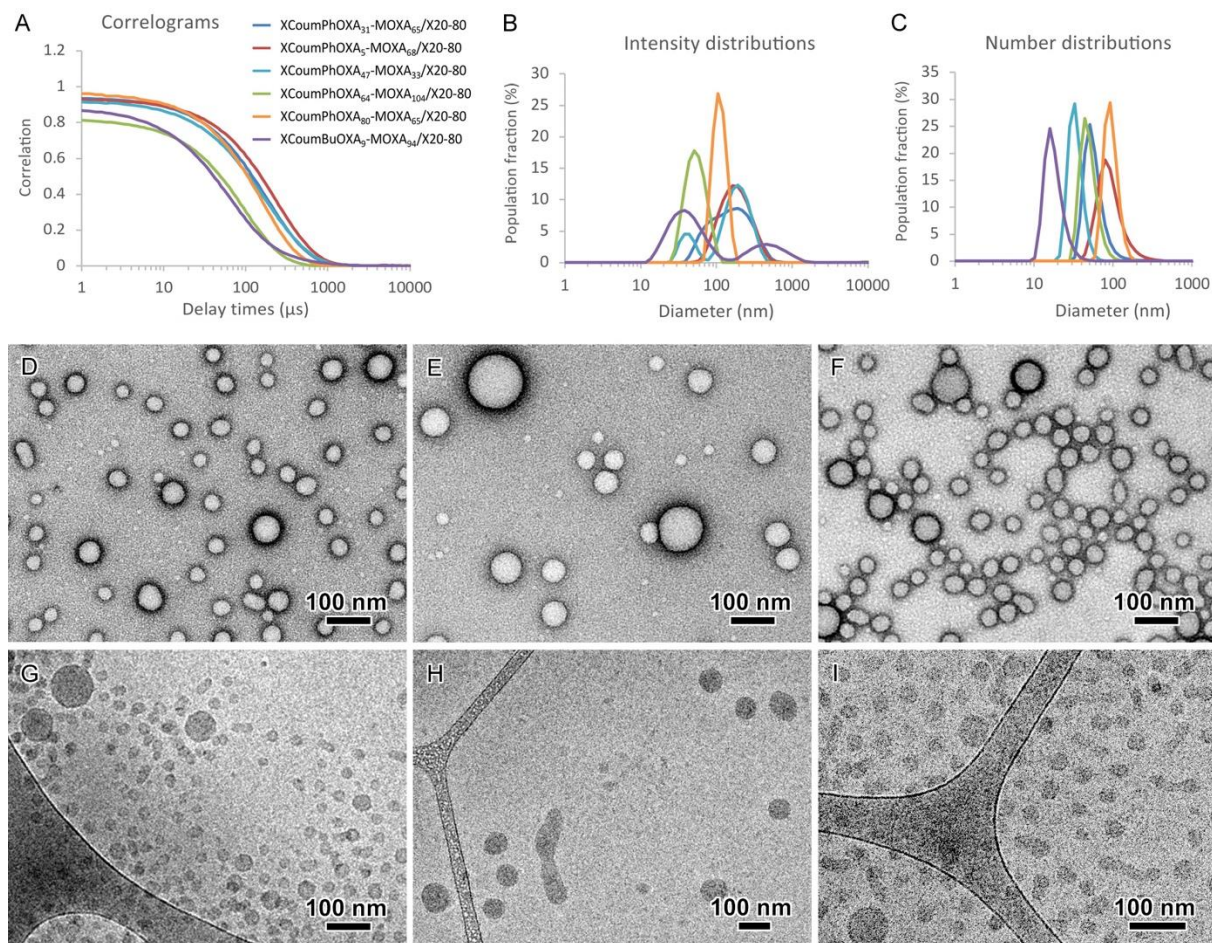 A
Correlograms
1.2
1
0.8
0.6
0.4
0.2
0
1
10
100
1000
10000
Correlation
Delay times (μs)
XCoumPhOXA₃₁-MOXA₆₅/X20-80
XCoumPhOXA₅-MOXA₆₈/X20-80
XCoumPhOXA₄₇-MOXA₃₃/X20-80
XCoumPhOXA₆₄-MOXA₁₀₄/X20-80
XCoumPhOXA₈₀-MOXA₆₅/X20-80
XCoumBuOXA₉-MOXA₉₄/X20-80
B
Intensity distributions
30
25
20
15
10
5
0
1
10
100
1000
10000
Population fraction (%)
Diameter (nm)
C
Number distributions
35
30
25
20
15
10
5
0
1
10
100
1000
Population fraction (%)
Diameter (nm)
D
100 nm
E
100 nm
F
100 nm
G
100 nm
H
100 nm
I
100 nm